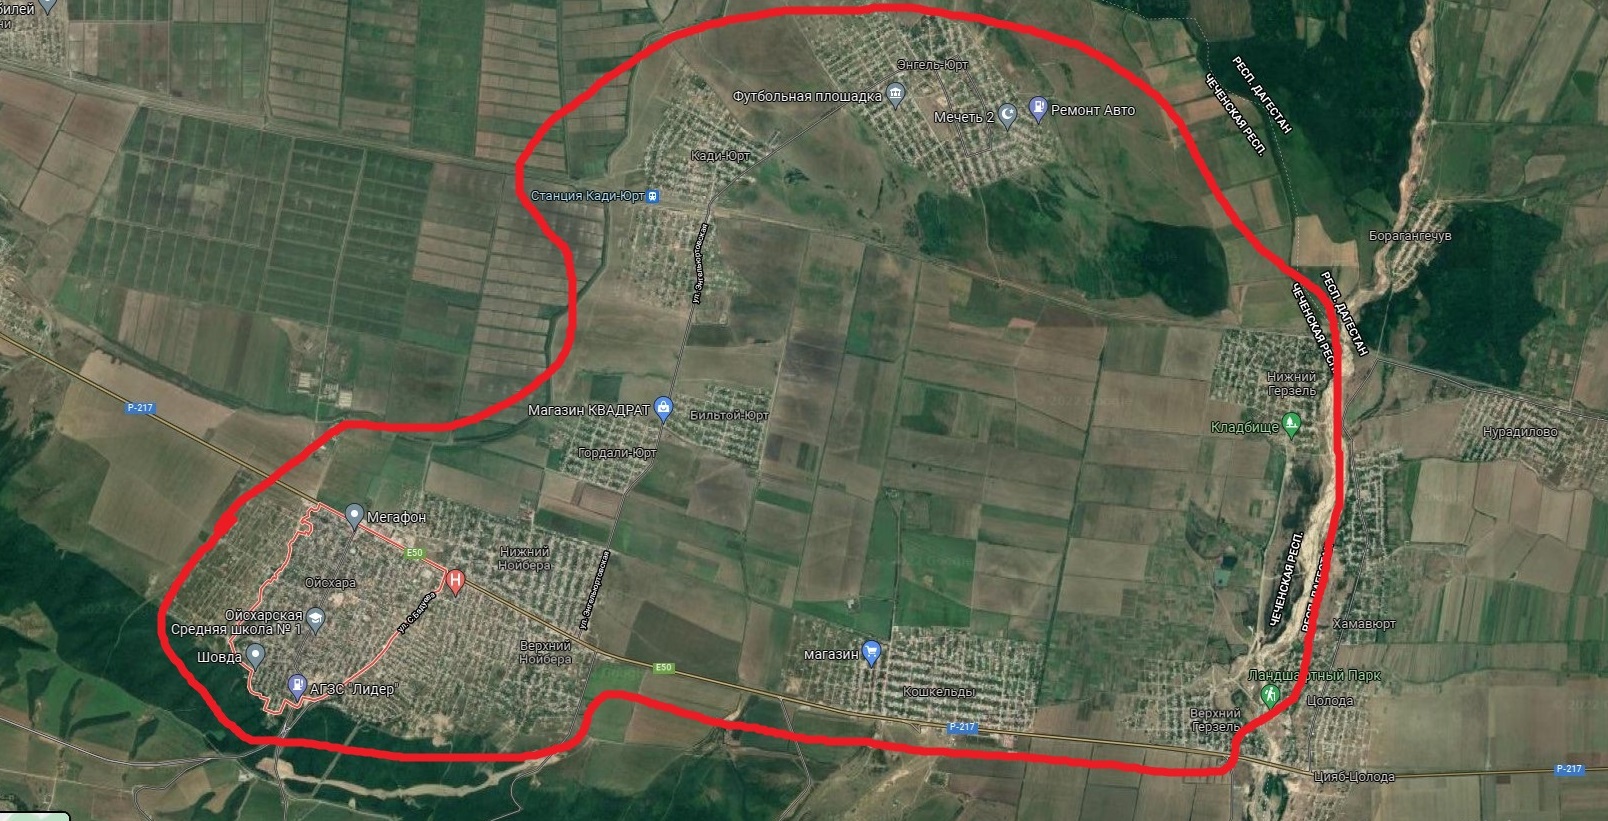 РЕСП. ДАГЕСТАН
ЧЕЧЕНСКАЯ РЕСП.
Энгель-Юрт
Футбольная площадка
Мечеть 2
Ремонт Авто
Кади-Юрт
Станция Кади-Юрт
ул. Энгельюртовская
Борагангечув
РЕСП. ДАГЕСТАН
ЧЕЧЕНСКАЯ РЕСП.
Нижний
Герзель
Кладбище
Нурадилово
Р-217
Магазин КВАДРАТ
Бильтой-Юрт
Гордали-Юрт
Мегафон
E50
Нижний
Нойбера
H
Ойсхара
ул. Энгельюртовская
ЧЕЧЕНСКАЯ РЕСП.
Ойсхарская
Средняя школа № 1
ул. С.Бадуева
Хамавюрт
Шовда
Верхний
Нойбера
магазин
E50
АГЗС "Лидер"
Кошкельды
Ландшафтный Парк
Цолода
Верхний
Герзель
Р-217
Цияб-Цолода
Р-217